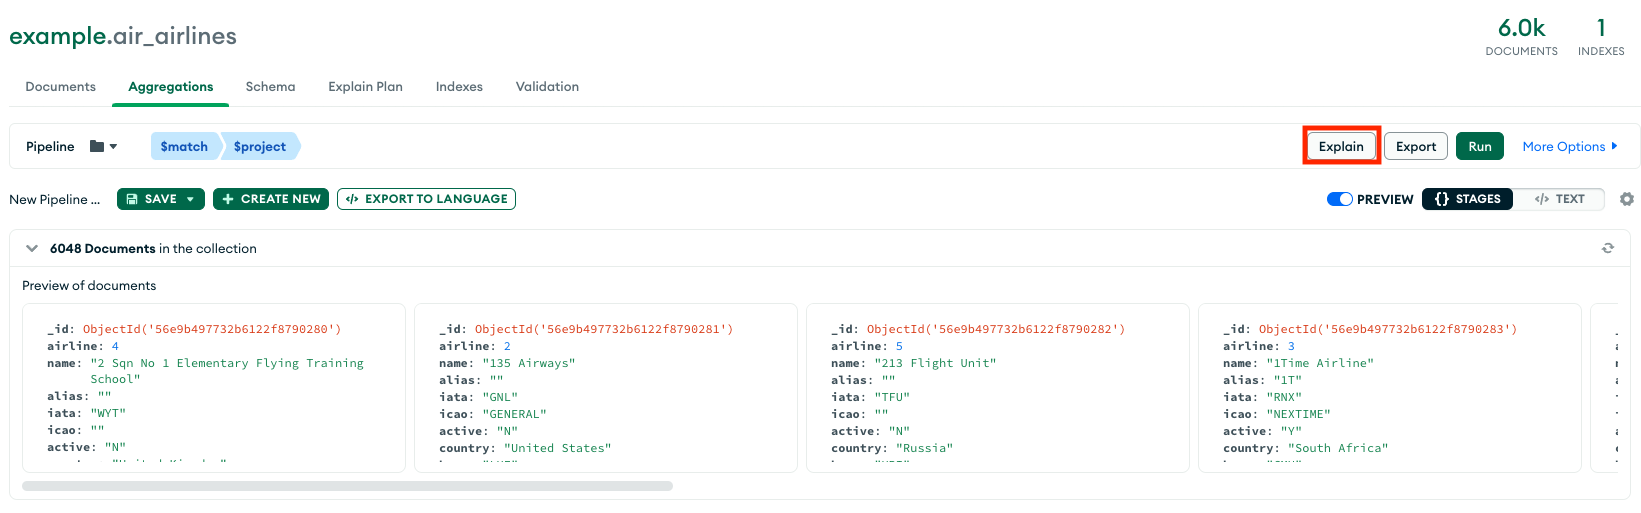 example.air_airlines
6.0k
DOCUMENTS
1
INDEXES
Documents Aggregations Schema Explain Plan Indexes Validation
Pipeline $match $project Explain Export Run More Options
New Pipeline ... SAVE CREATE NEW </> EXPORT TO LANGUAGE PREVIEW {} STAGES </> TEXT
6048 Documents in the collection
Preview of documents
_id: ObjectId('56e9b497732b6122f8790280')
airline: 4
name: "2 Sqn No 1 Elementary Flying Training
School"
alias: ""
iata: "WYT"
icao: ""
active: "N"
_id: ObjectId('56e9b497732b6122f8790281')
airline: 2
name: "135 Airways"
alias: ""
iata: "GNL"
icao: "GENERAL"
active: "N"
country: "United States"
_id: ObjectId('56e9b497732b6122f8790282')
airline: 5
name: "213 Flight Unit"
alias: ""
iata: "TFU"
icao: ""
active: "N"
country: "Russia"
_id: ObjectId('56e9b497732b6122f8790283')
airline: 3
name: "1Time Airline"
alias: "1T"
iata: "RNX"
icao: "NEXTIME"
active: "Y"
country: "South Africa"